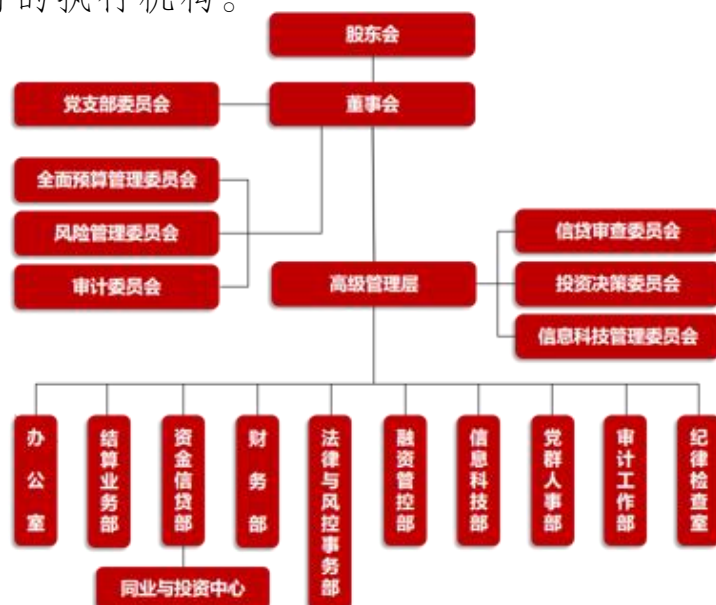 的执行机构。
股东会
党支部委员会
董事会
全面预算管理委员会
风险管理委员会
审计委员会
高级管理层
信贷审查委员会
投资决策委员会
信息科技管理委员会
办公室
结算业务部
资金信贷部
财务部
法律与风控事务部
融资管控部
信息科技部
党群人事部
审计工作部
纪律检查室
同业与投资中心